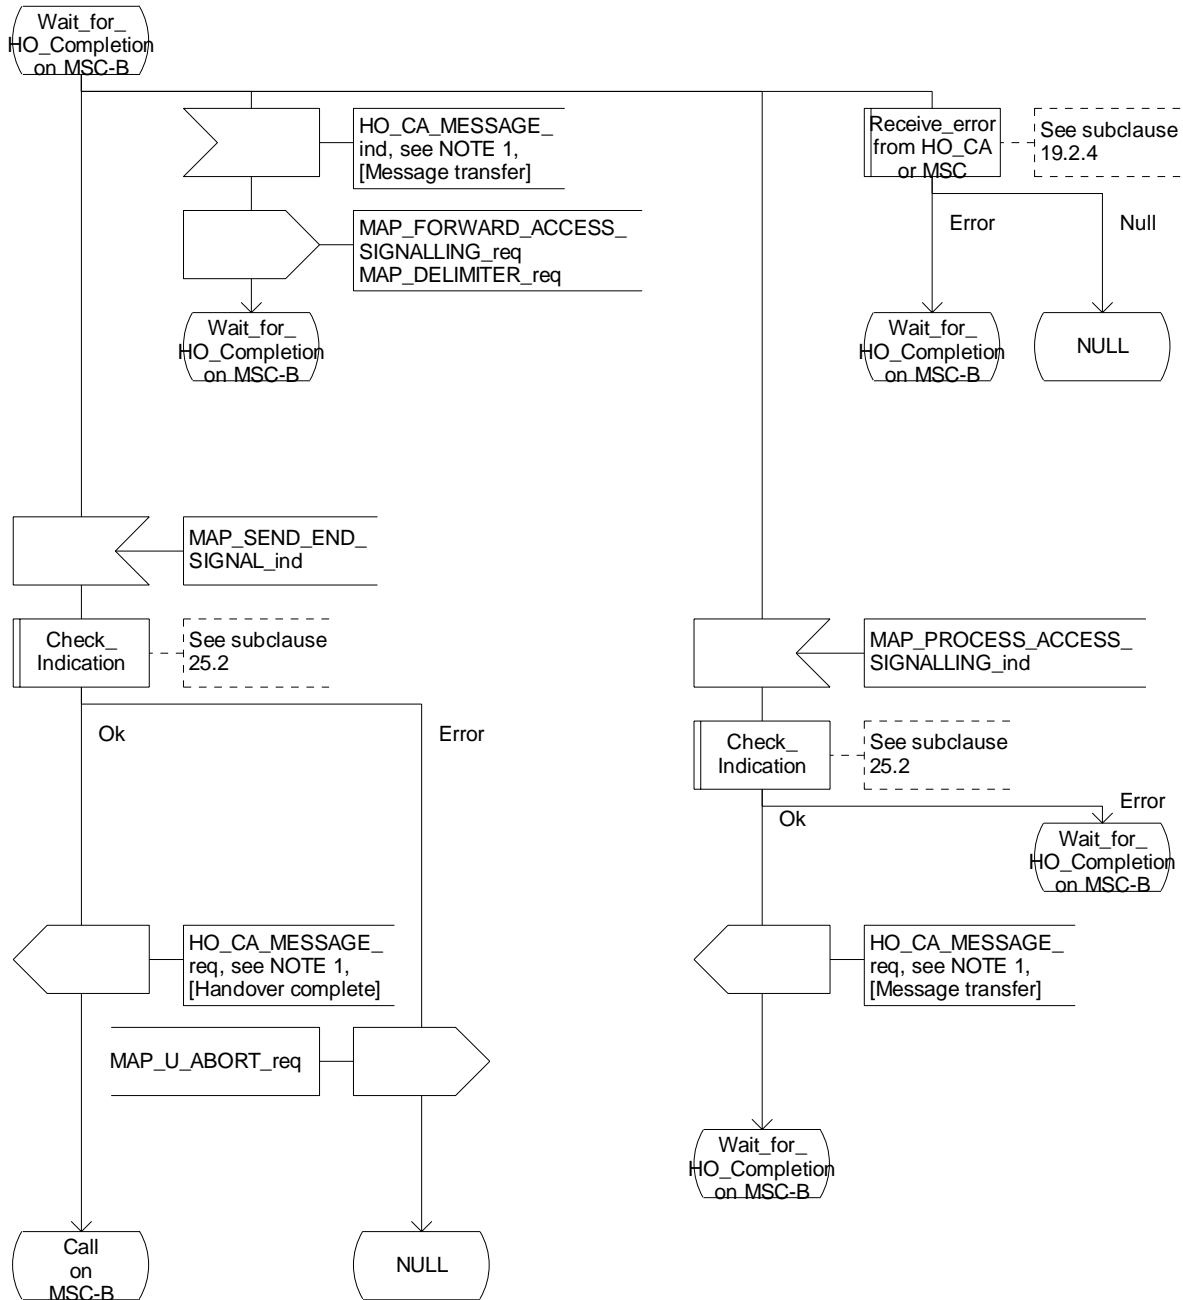 Wait_for_
HO_Completion
on MSC-B
HO_CA_MESSAGE_
ind, see NOTE 1,
[Message transfer]
Receive_error
from HO_CA
or MSC
See subclause
19.2.4
MAP_FORWARD_ACCESS_
SIGNALLING_req
MAP_DELIMITER_req
Error
Null
Wait_for_
HO_Completion
on MSC-B
Wait_for_
HO_Completion
on MSC-B
NULL
MAP_SEND_END_
SIGNAL_ind
Check_
Indication
See subclause
25.2
MAP_PROCESS_ACCESS_
SIGNALLING_ind
Ok
Error
Check_
Indication
See subclause
25.2
Ok
Error
Wait_for_
HO_Completion
on MSC-B
HO_CA_MESSAGE_
req, see NOTE 1,
[Handover complete]
HO_CA_MESSAGE_
req, see NOTE 1,
[Message transfer]
MAP_U_ABORT_req
Wait_for_
HO_Completion
on MSC-B
Call
on
MSC-B
NULL